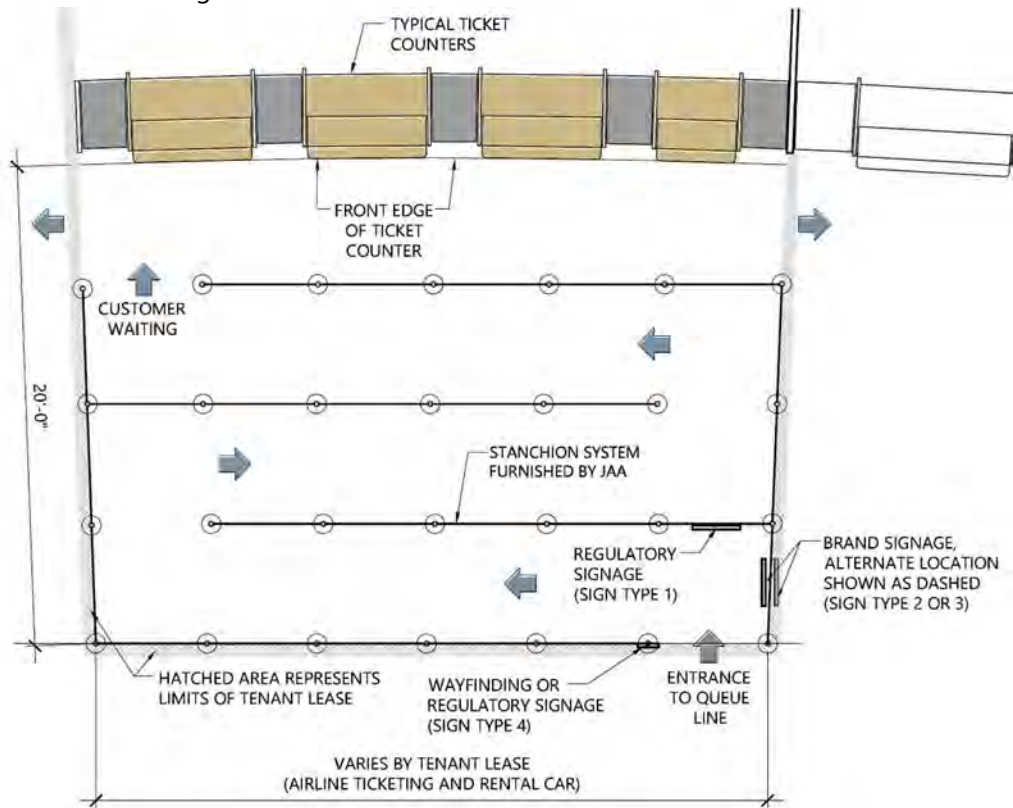 TYPICAL TICKET
COUNTERS
FRONT EDGE
OF TICKET
COUNTER
CUSTOMER
WAITING
20'-0"
STANCHION SYSTEM
FURNISHED BY JAA
REGULATORY
SIGNAGE
(SIGN TYPE 1)
BRAND SIGNAGE,
ALTERNATE LOCATION
SHOWN AS DASHED
(SIGN TYPE 2 OR 3)
HATCHED AREA REPRESENTS
LIMITS OF TENANT LEASE
WAYFINDING OR
REGULATORY SIGNAGE
(SIGN TYPE 4)
ENTRANCE
TO QUEUE
LINE
VARIES BY TENANT LEASE
(AIRLINE TICKETING AND RENTAL CAR)